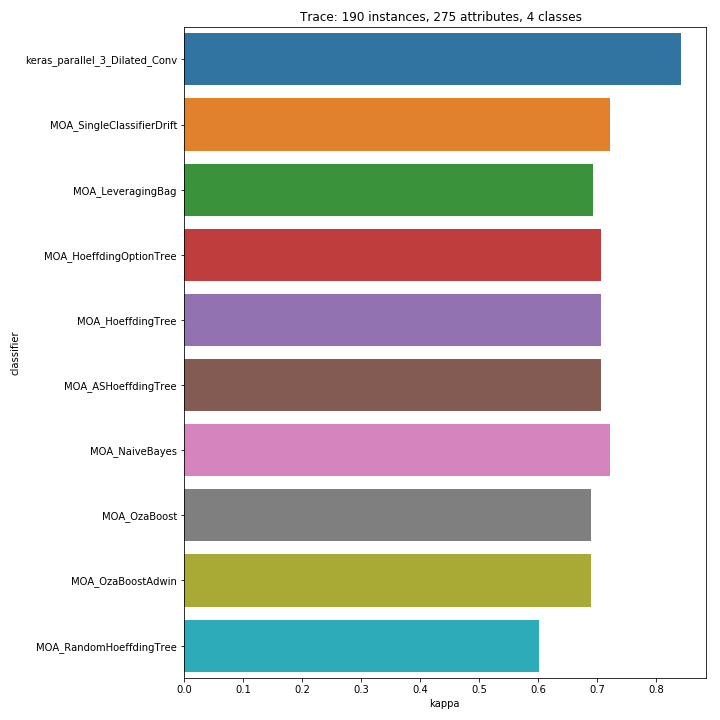 Trace: 190 instances, 275 attributes, 4 classes
classifier
keras_parallel_3_Dilated_Conv
MOA_SingleClassifierDrift
MOA_LeveragingBag
MOA_HoeffdingOptionTree
MOA_HoeffdingTree
MOA_ASHoeffdingTree
MOA_NaiveBayes
MOA_OzaBoost
MOA_OzaBoostAdwin
MOA_RandomHoeffdingTree
0.0 0.1 0.2 0.3 0.4 0.5 0.6 0.7 0.8
kappa